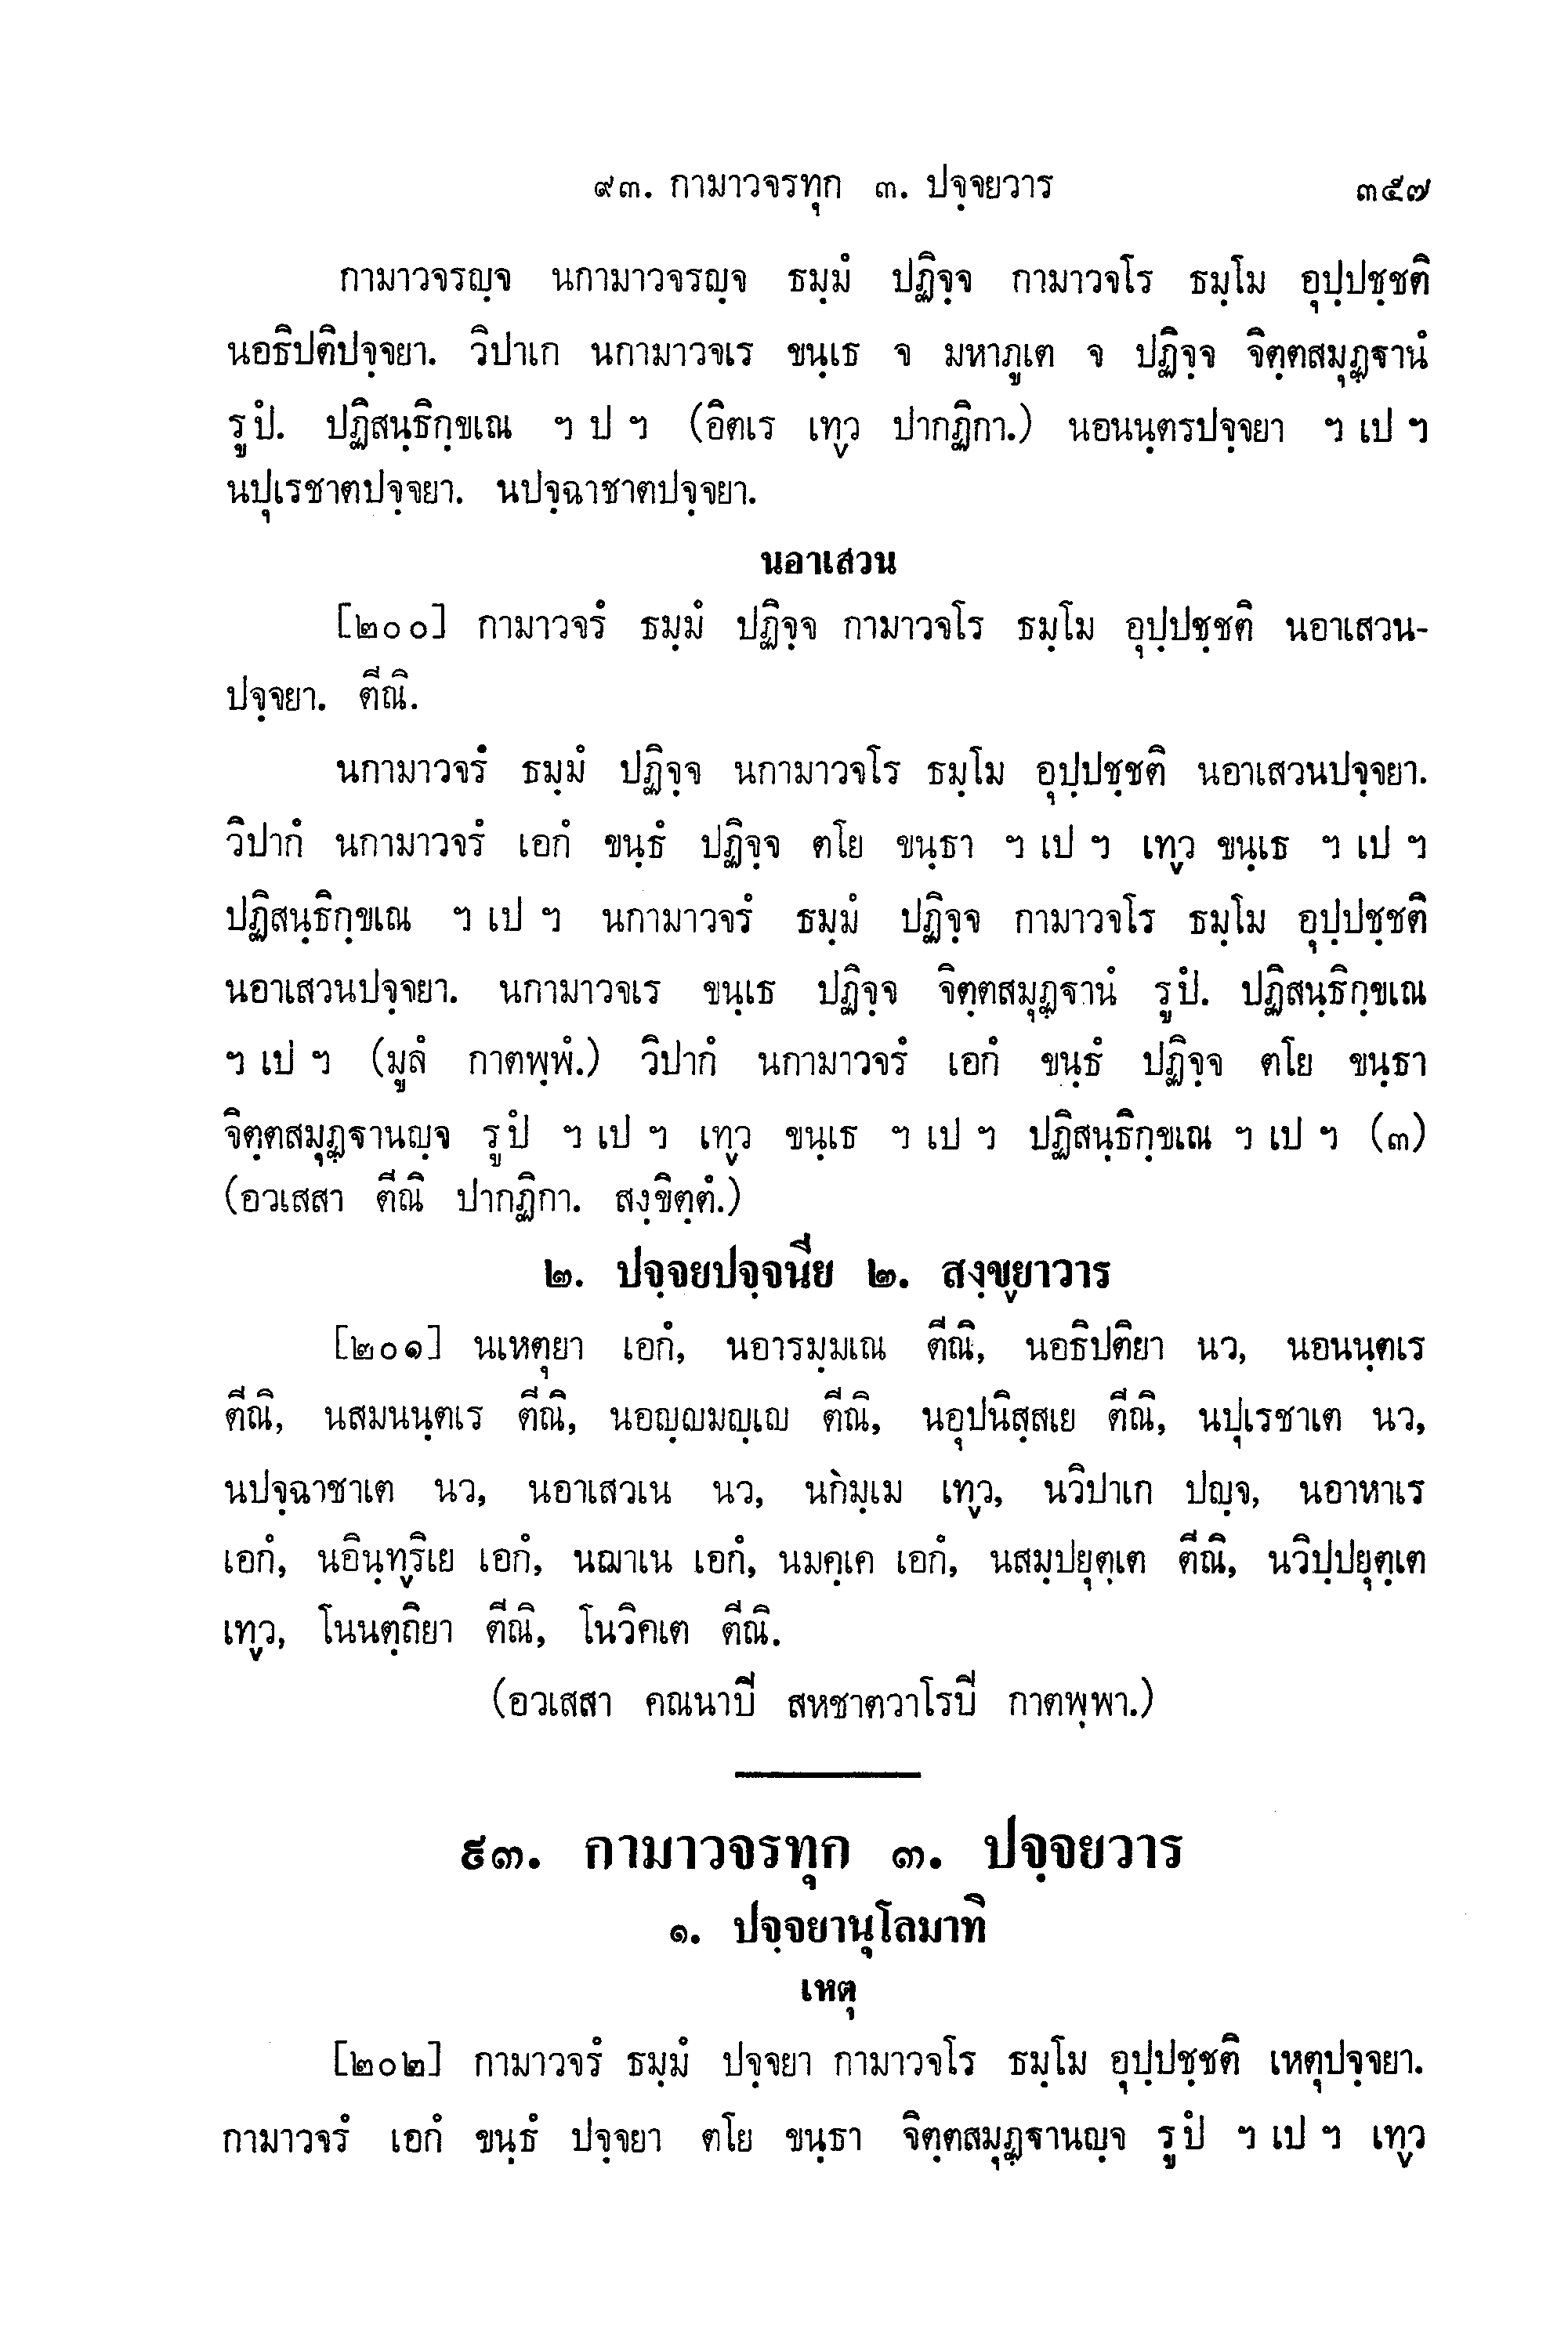 ๙๓. กามาวจรทุก ๓. ปจฺจยวาร ๓๕๗
กามาวจรญฺจ นกามาวจรญฺจ ธมฺมํ ปฏิจฺจ กามาวจโร ธมฺโม อุปฺปชฺชติ
นอธิปติปจฺจยา. วิปาเก นกามาวจเร ขนฺเธ จ มหาภูเต จ ปฏิจฺจ จิตฺตสมุฏฺฐานํ
รูปํ. ปฏิสนฺธิกฺขเณ ฯ ป ฯ (อิตเร เทฺว ปากฏิกา.) นอนนฺตรปจฺจยา ฯ เป ฯ
นปุเรชาตปจฺจยา. นปจฺฉาชาตปจฺจยา.
นอาเสวน
[๒๐๐] กามาวจรํ ธมฺมํ ปฏิจฺจ กามาวจโร ธมฺโม อุปฺปชฺชติ นอาเสวน-
ปจฺจยา. ตีณิ.
นกามาวจรํ ธมฺมํ ปฏิจฺจ นกามาวจโร ธมฺโม อุปฺปชฺชติ นอาเสวนปจฺจยา.
วิปากํ นกามาวจรํ เอกํ ขนฺธํ ปฏิจฺจ ตโย ขนฺธา ฯ เป ฯ เทฺว ขนฺเธ ฯ เป ฯ
ปฏิสนฺธิกฺขเณ ฯ เป ฯ นกามาวจรํ ธมฺมํ ปฏิจฺจ กามาวจโร ธมฺโม อุปฺปชฺชติ
นอาเสวนปจฺจยา. นกามาวจเร ขนฺเธ ปฏิจฺจ จิตฺตสมุฏฺฐานํ รูปํ. ปฏิสนฺธิกฺขเณ
ฯ เป ฯ (มูลํ กาตพฺพํ.) วิปากํ นกามาวจรํ เอกํ ขนฺธํ ปฏิจฺจ ตโย ขนฺธา
จิตฺตสมุฏฺฐานญฺจ รูปํ ฯ เป ฯ เทฺว ขนฺเธ ฯ เป ฯ ปฏิสนฺธิกฺขเณ ฯ เป ฯ (๓)
(อวเสสา ตีณิ ปากฏิกา. สงฺขิตฺตํ.)
๒. ปจฺจยปจฺจนีย ๒. สงฺขฺยาวาร
[๒๐๑] นเหตุยา เอกํ, นอารมฺมเณ ตีณิ, นอธิปติยา นว, นอนนฺตเร
ตีณิ, นสมนนฺตเร ตีณิ, นอญฺญมญฺเญ ตีณิ, นอุปนิสฺสเย ตีณิ, นปุเรชาเต นว,
นปจฺฉาชาเต นว, นอาเสวเน นว, นกมฺเม เทฺว, นวิปาเก ปญฺจ, นอาหาเร
เอกํ, นอินฺทฺริเย เอกํ, นฌาเน เอกํ, นมคฺเค เอกํ, นสมฺปยุตฺเต ตีณิ, นวิปฺปยุตฺเต
เทฺว, โนนตฺถิยา ตีณิ, โนวิคเต ตีณิ.
(อวเสสา คณนาปี สหชาตวาโรปี กาตพฺพา.)
๙๓. กามาวจรทุก ๓. ปจฺจยวาร
๑. ปจฺจยานุโลมาทิ
เหตุ
[๒๐๒] กามาวจรํ ธมฺมํ ปจฺจยา กามาวจโร ธมฺโม อุปฺปชฺชติ เหตุปจฺจยา.
กามาวจรํ เอกํ ขนฺธํ ปจฺจยา ตโย ขนฺธา จิตฺตสมุฏฺฐานญฺจ รูปํ ฯ เป ฯ เทฺว